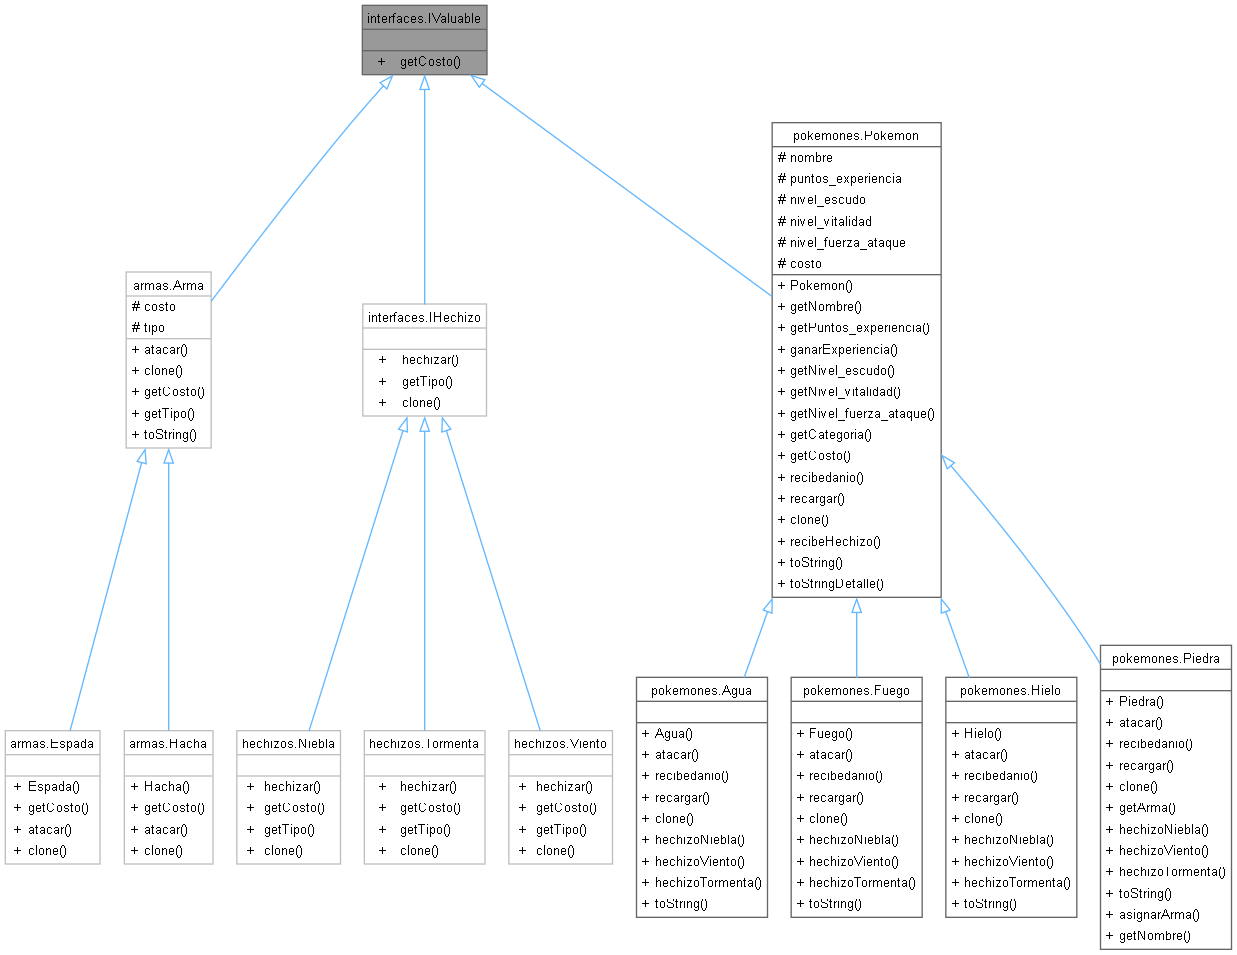 interfaces.IValuable
+ getCosto()
pokemones.Pokemon
# nombre
# puntos_experiencia
# nivel_escudo
# nivel_vitalidad
# nivel_fuerza_ataque
# costo
+ Pokemon()
+ getNombre()
+ getPuntos_experiencia()
+ ganarExperiencia()
+ getNivel_escudo()
+ getNivel_vitalidad()
+ getNivel_fuerza_ataque()
+ getCategoria()
+ getCosto()
+ recibedanio()
+ recargar()
+ clone()
+ recibeHechizo()
+ toString()
+ toStringDetalle()
armas.Arma
# costo
# tipo
+ atacar()
+ clone()
+ getCosto()
+ getTipo()
+ toString()
interfaces.IHechizo
+ hechizar()
+ getTipo()
+ clone()
armas.Espada
+ Espada()
+ getCosto()
+ atacar()
+ clone()
armas.Hacha
+ Hacha()
+ getCosto()
+ atacar()
+ clone()
hechizos.Niebla
+ hechizar()
+ getCosto()
+ getTipo()
+ clone()
hechizos.Tormenta
+ hechizar()
+ getCosto()
+ getTipo()
+ clone()
hechizos.Viento
+ hechizar()
+ getCosto()
+ getTipo()
+ clone()
pokemones.Agua
+ Agua()
+ atacar()
+ recibedanio()
+ recargar()
+ clone()
+ hechizoNiebla()
+ hechizoViento()
+ hechizoTormenta()
+ toString()
pokemones.Fuego
+ Fuego()
+ atacar()
+ recibedanio()
+ recargar()
+ clone()
+ hechizoNiebla()
+ hechizoViento()
+ hechizoTormenta()
+ toString()
pokemones.Hielo
+ Hielo()
+ atacar()
+ recibedanio()
+ recargar()
+ clone()
+ hechizoNiebla()
+ hechizoViento()
+ hechizoTormenta()
+ toString()
pokemones.Piedra
+ Piedra()
+ atacar()
+ recibedanio()
+ recargar()
+ clone()
+ getArma()
+ hechizoNiebla()
+ hechizoViento()
+ hechizoTormenta()
+ toString()
+ asignarArma()
+ getNombre()